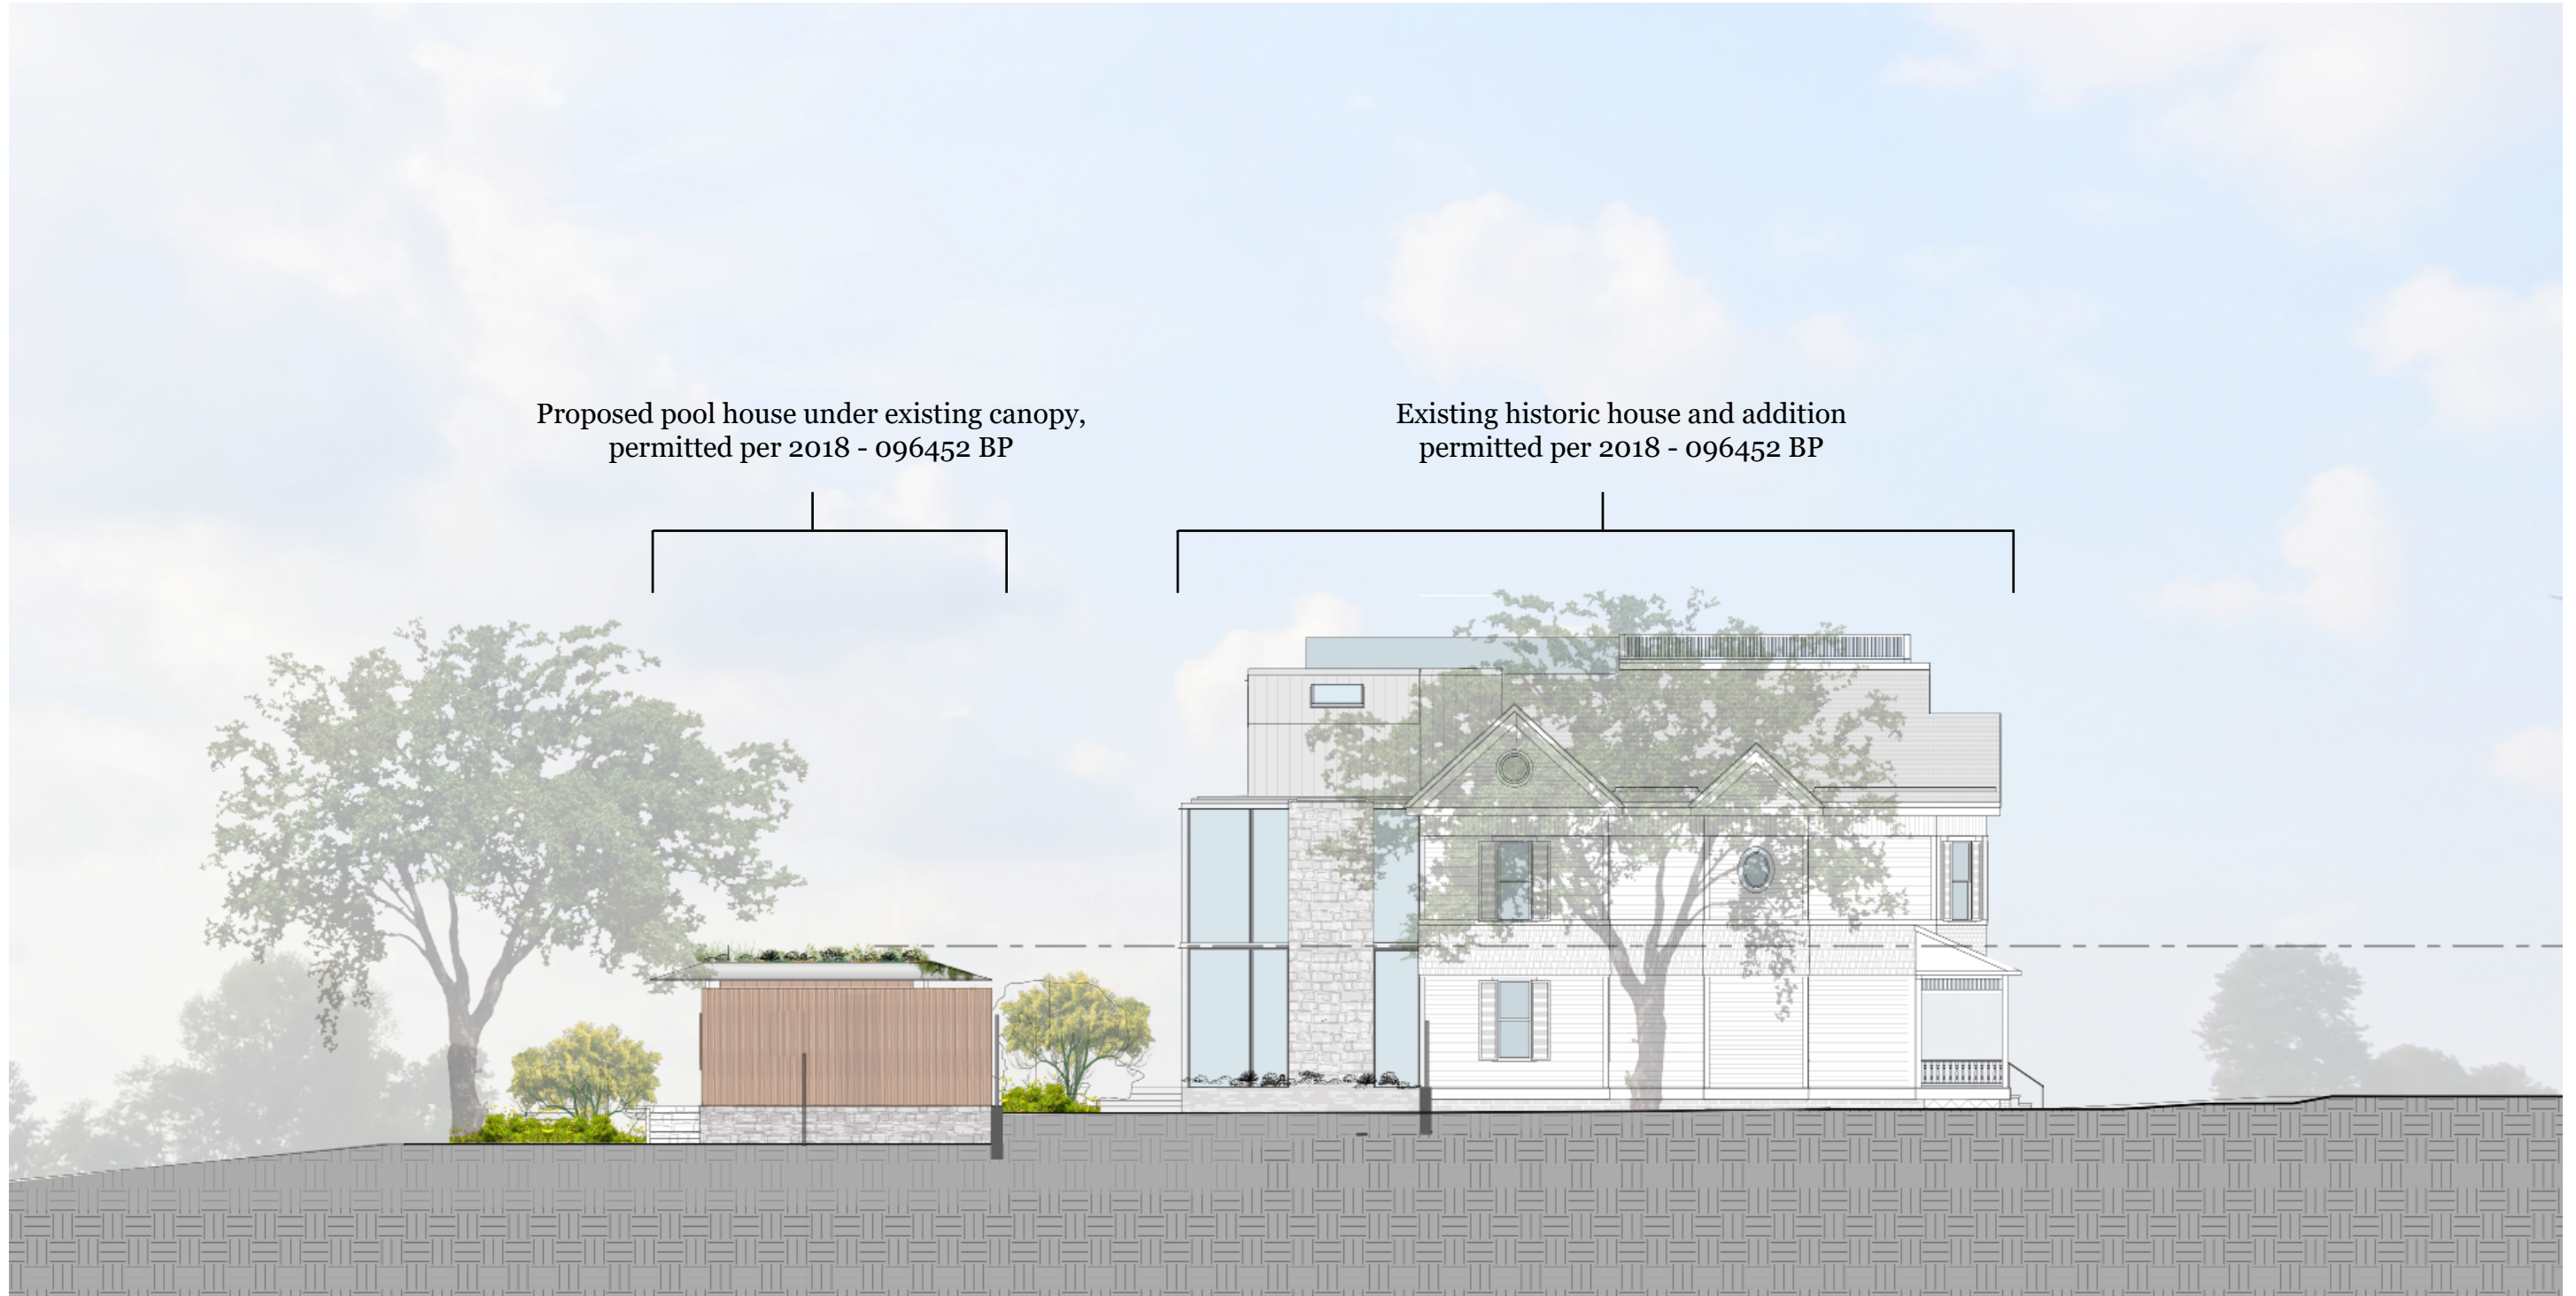 Proposed pool house under existing canopy,
permitted per 2018 - 096452 BP
Existing historic house and addition
permitted per 2018 - 096452 BP